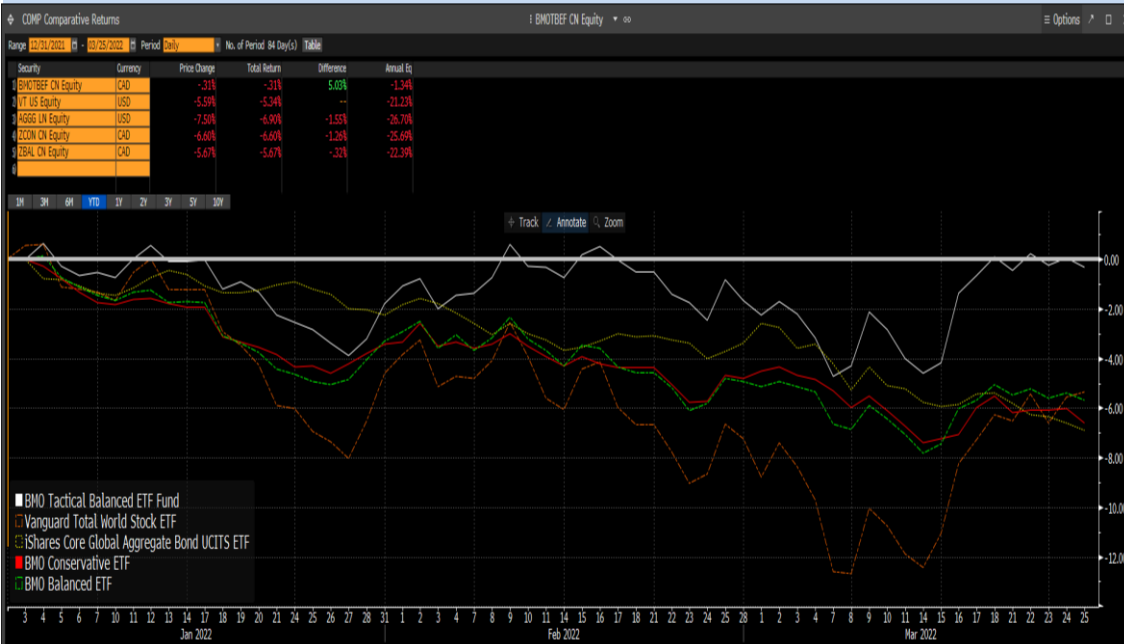 COMP Comparative Returns BMOTBEF CN Equity Options
Range 12/31/2021 - 03/25/2022 Period Daily No. of Period 84 Day(s) Table
Security Currency Price Change Total Return Difference Annual Eq
1 BMOTBEF CN Equity CAD -.31% -.31% 5.03% -1.34%
2 VT US Equity USD -5.59% -5.34% -- -21.23%
3 AGGG LN Equity USD -7.50% -6.90% -1.55% -26.70%
4 ZCON CN Equity CAD -6.60% -6.60% -1.26% -25.69%
5 ZBAL CN Equity CAD -5.67% -5.67% -.32% -22.39%
6
1M 3M 6M YTD 1Y 2Y 3Y 5Y 10Y
Track Annotate Zoom
0.00
-2.00
-4.00
-6.00
-8.00
-10.00
-12.00
BMO Tactical Balanced ETF Fund
Vanguard Total World Stock ETF
iShares Core Global Aggregate Bond UCITS ETF
BMO Conservative ETF
BMO Balanced ETF
3 4 5 6 7 10 11 12 13 14 17 18 19 20 21 24 25 26 27 28 31 1 2 3 4 7 8 9 10 11 14 15 16 17 18 21 22 23 24 25 28 1 2 3 4 7 8 9 10 11 14 15 16 17 18 21 22 23 24 25
Jan 2022 Feb 2022 Mar 2022